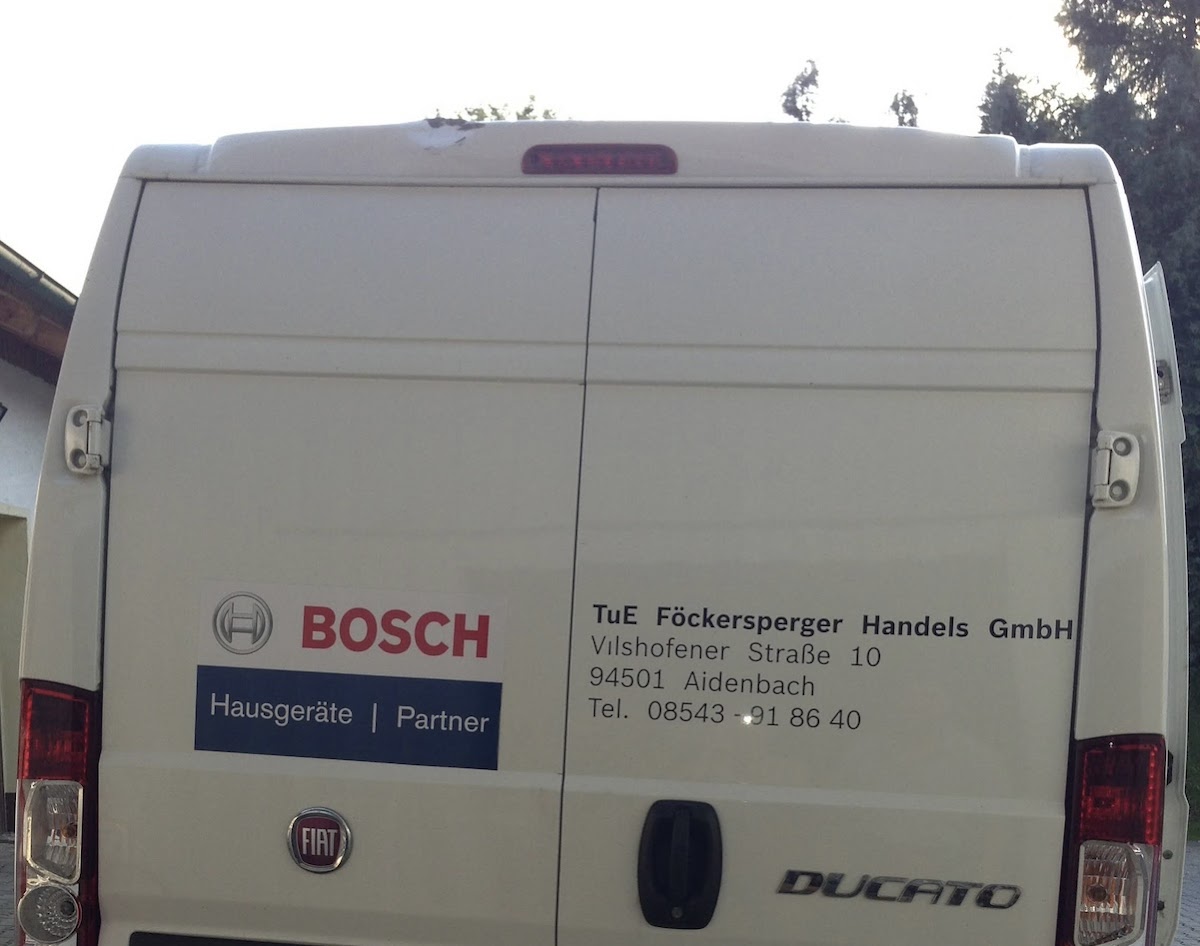 BOSCH
Hausgeräte | Partner
TuE Föckersperger Handels GmbH
Vilshofener Straße 10
94501 Aidenbach
Tel. 08543 - 91 86 40
FIAT
DUCATO